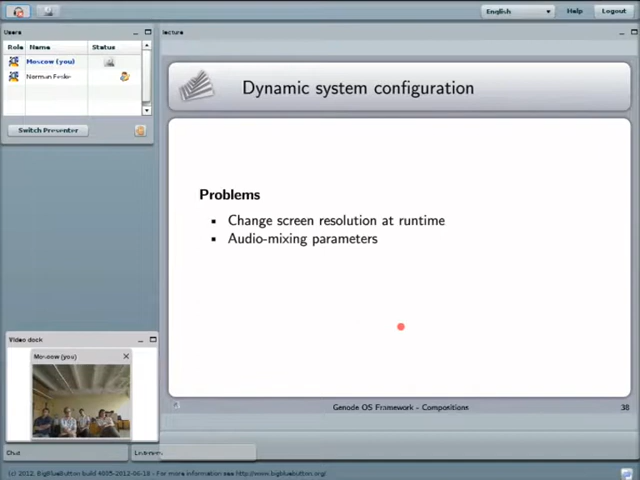 English
Help
Logout
Users
Role Name Status
Moscow (you)
Norman Feske
Switch Presenter
lecture
Dynamic system configuration
Problems
Change screen resolution at runtime
Audio-mixing parameters
Genode OS Framework - Compositions
38
Video dock
Moscow (you)
Chat
Listeners
(c) 2012, BigBlueButton build 4035-2012-06-18 - For more information see http://www.bigbluebutton.org/